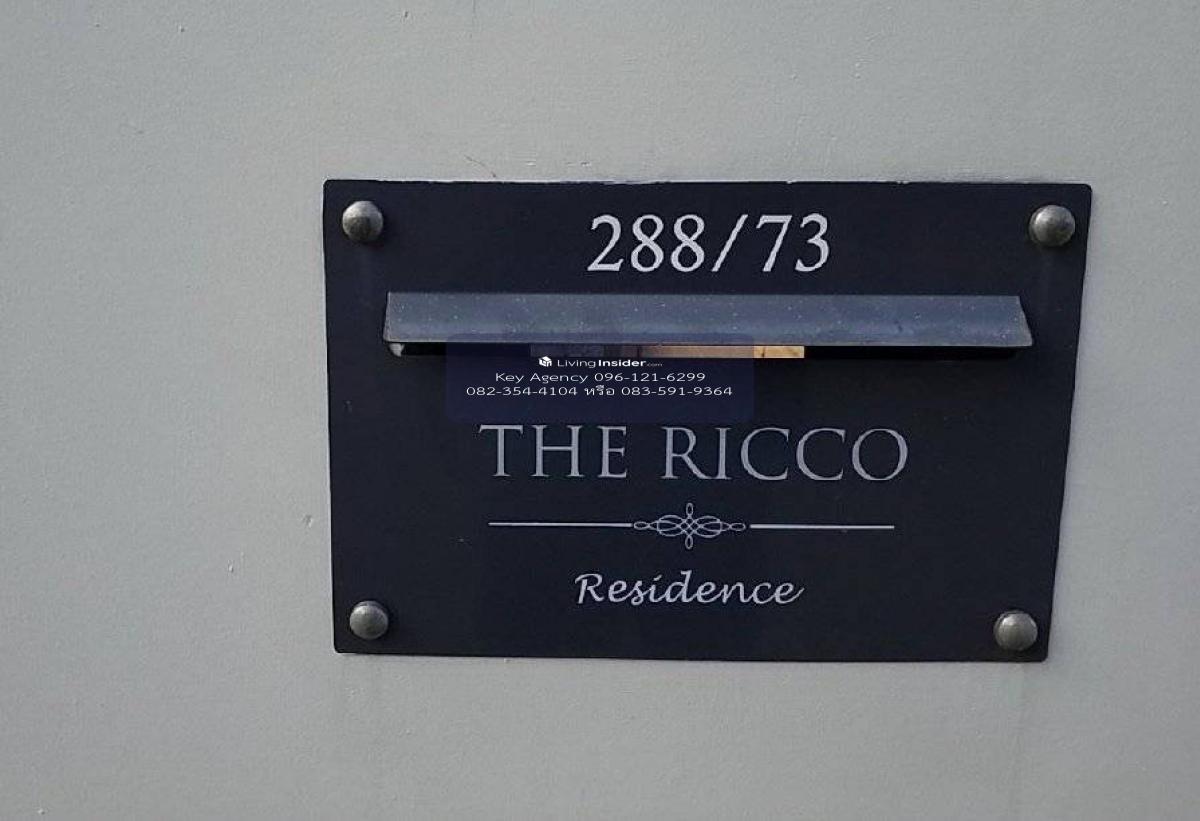 288/73
LivingInsider.com
Key Agency 096-121-6299
082-354-4104 หรือ 083-591-9364
THE RICCO
Residence